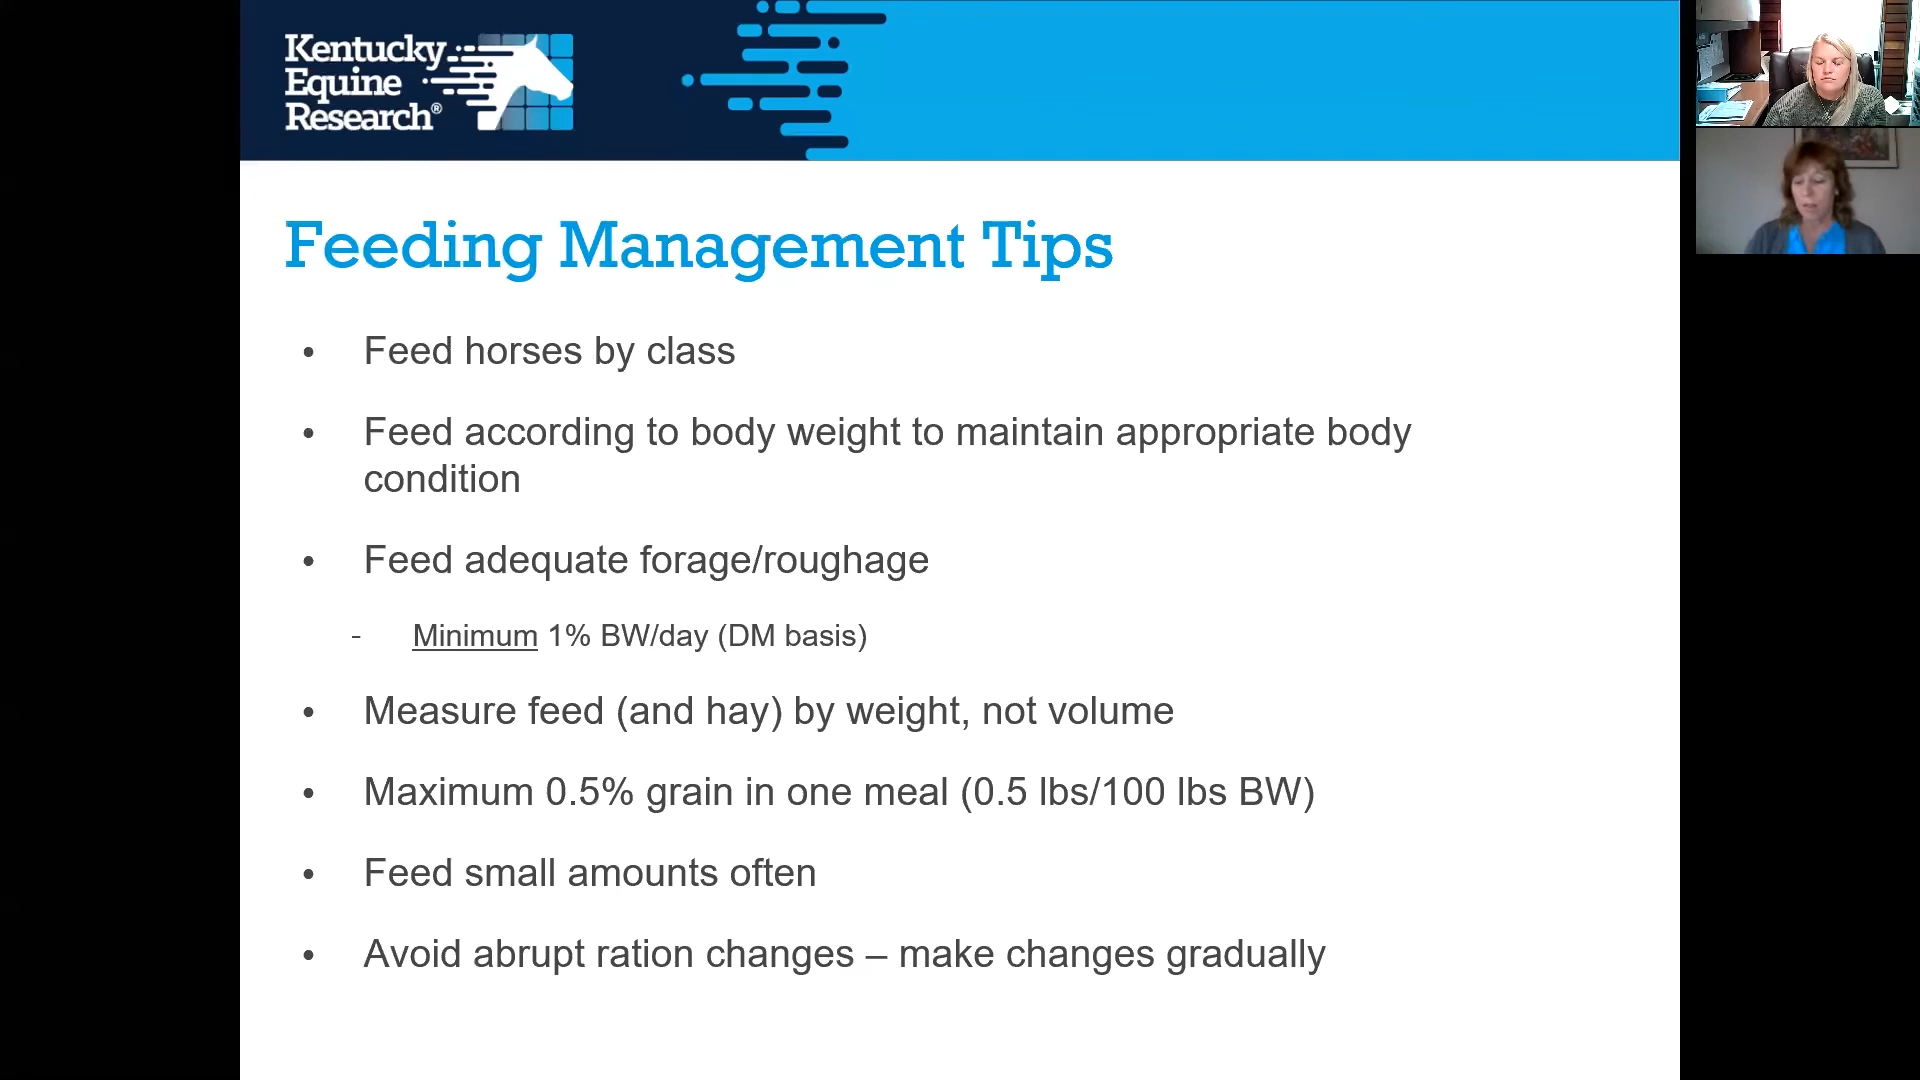 Kentucky
Equine
Research®
Feeding Management Tips
• Feed horses by class
• Feed according to body weight to maintain appropriate body
condition
• Feed adequate forage/roughage
- Minimum 1% BW/day (DM basis)
• Measure feed (and hay) by weight, not volume
• Maximum 0.5% grain in one meal (0.5 lbs/100 lbs BW)
• Feed small amounts often
• Avoid abrupt ration changes – make changes gradually